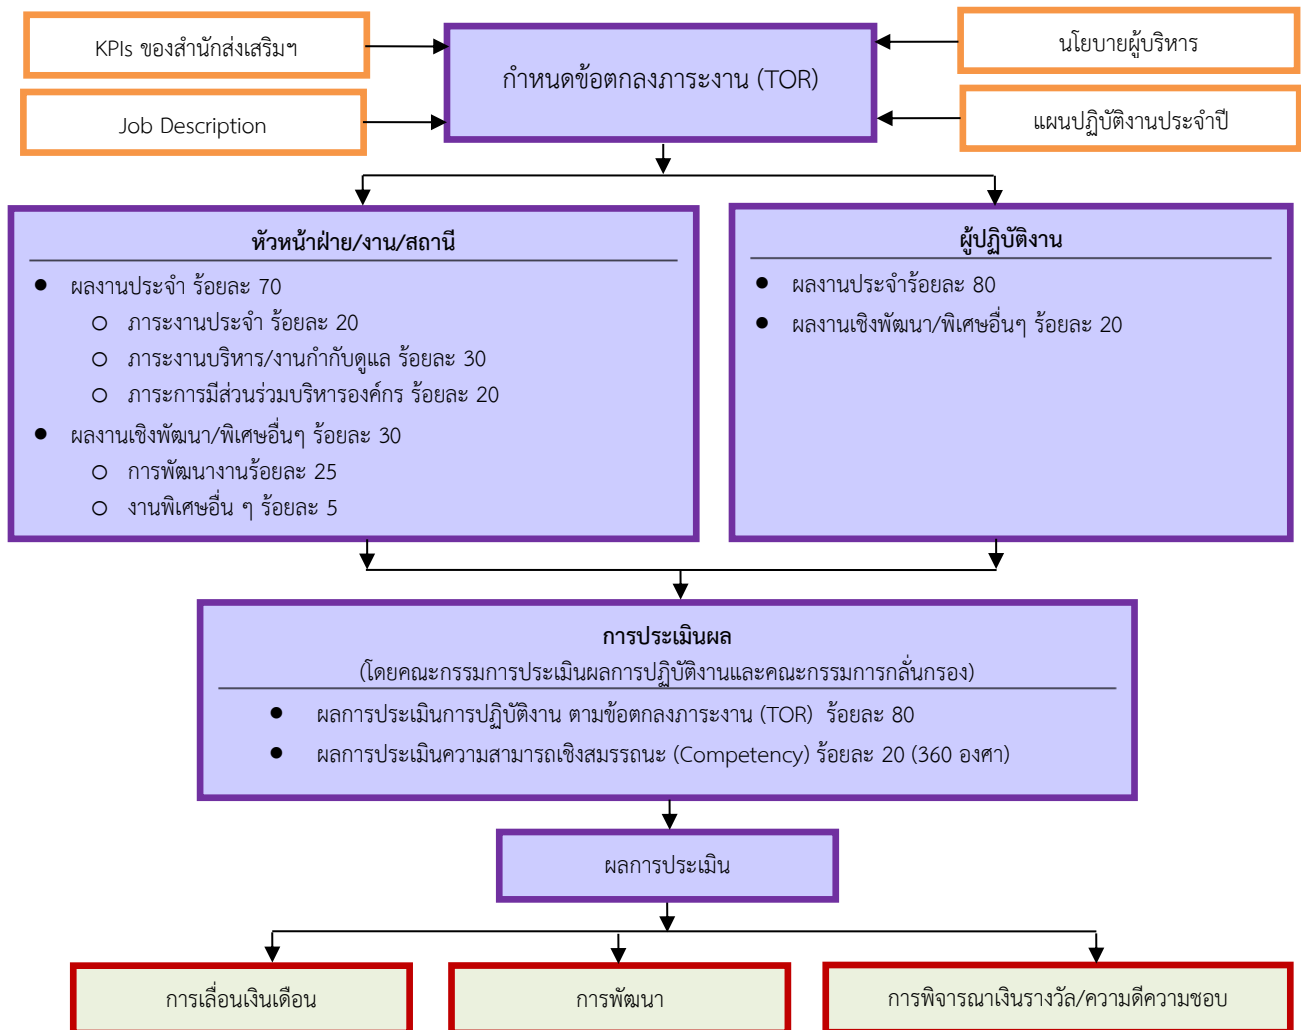 KPIs ของสำนักส่งเสริมฯ
นโยบายผู้บริหาร
กำหนดข้อตกลงภาระงาน (TOR)
Job Description
แผนปฏิบัติงานประจำปี
หัวหน้าฝ่าย/งาน/สถานี
● ผลงานประจำ ร้อยละ 70
○ ภาระงานประจำ ร้อยละ 20
○ ภาระงานบริหาร/งานกำกับดูแล ร้อยละ 30
○ ภาระการมีส่วนร่วมบริหารองค์กร ร้อยละ 20
● ผลงานเชิงพัฒนา/พิเศษอื่นๆ ร้อยละ 30
○ การพัฒนางานร้อยละ 25
○ งานพิเศษอื่น ๆ ร้อยละ 5
ผู้ปฏิบัติงาน
● ผลงานประจำร้อยละ 80
● ผลงานเชิงพัฒนา/พิเศษอื่นๆ ร้อยละ 20
การประเมินผล
(โดยคณะกรรมการประเมินผลการปฏิบัติงานและคณะกรรมการกลั่นกรอง)
● ผลการประเมินการปฏิบัติงาน ตามข้อตกลงภาระงาน (TOR) ร้อยละ 80
● ผลการประเมินความสามารถเชิงสมรรถนะ (Competency) ร้อยละ 20 (360 องศา)
ผลการประเมิน
การเลื่อนเงินเดือน
การพัฒนา
การพิจารณาเงินรางวัล/ความดีความชอบ